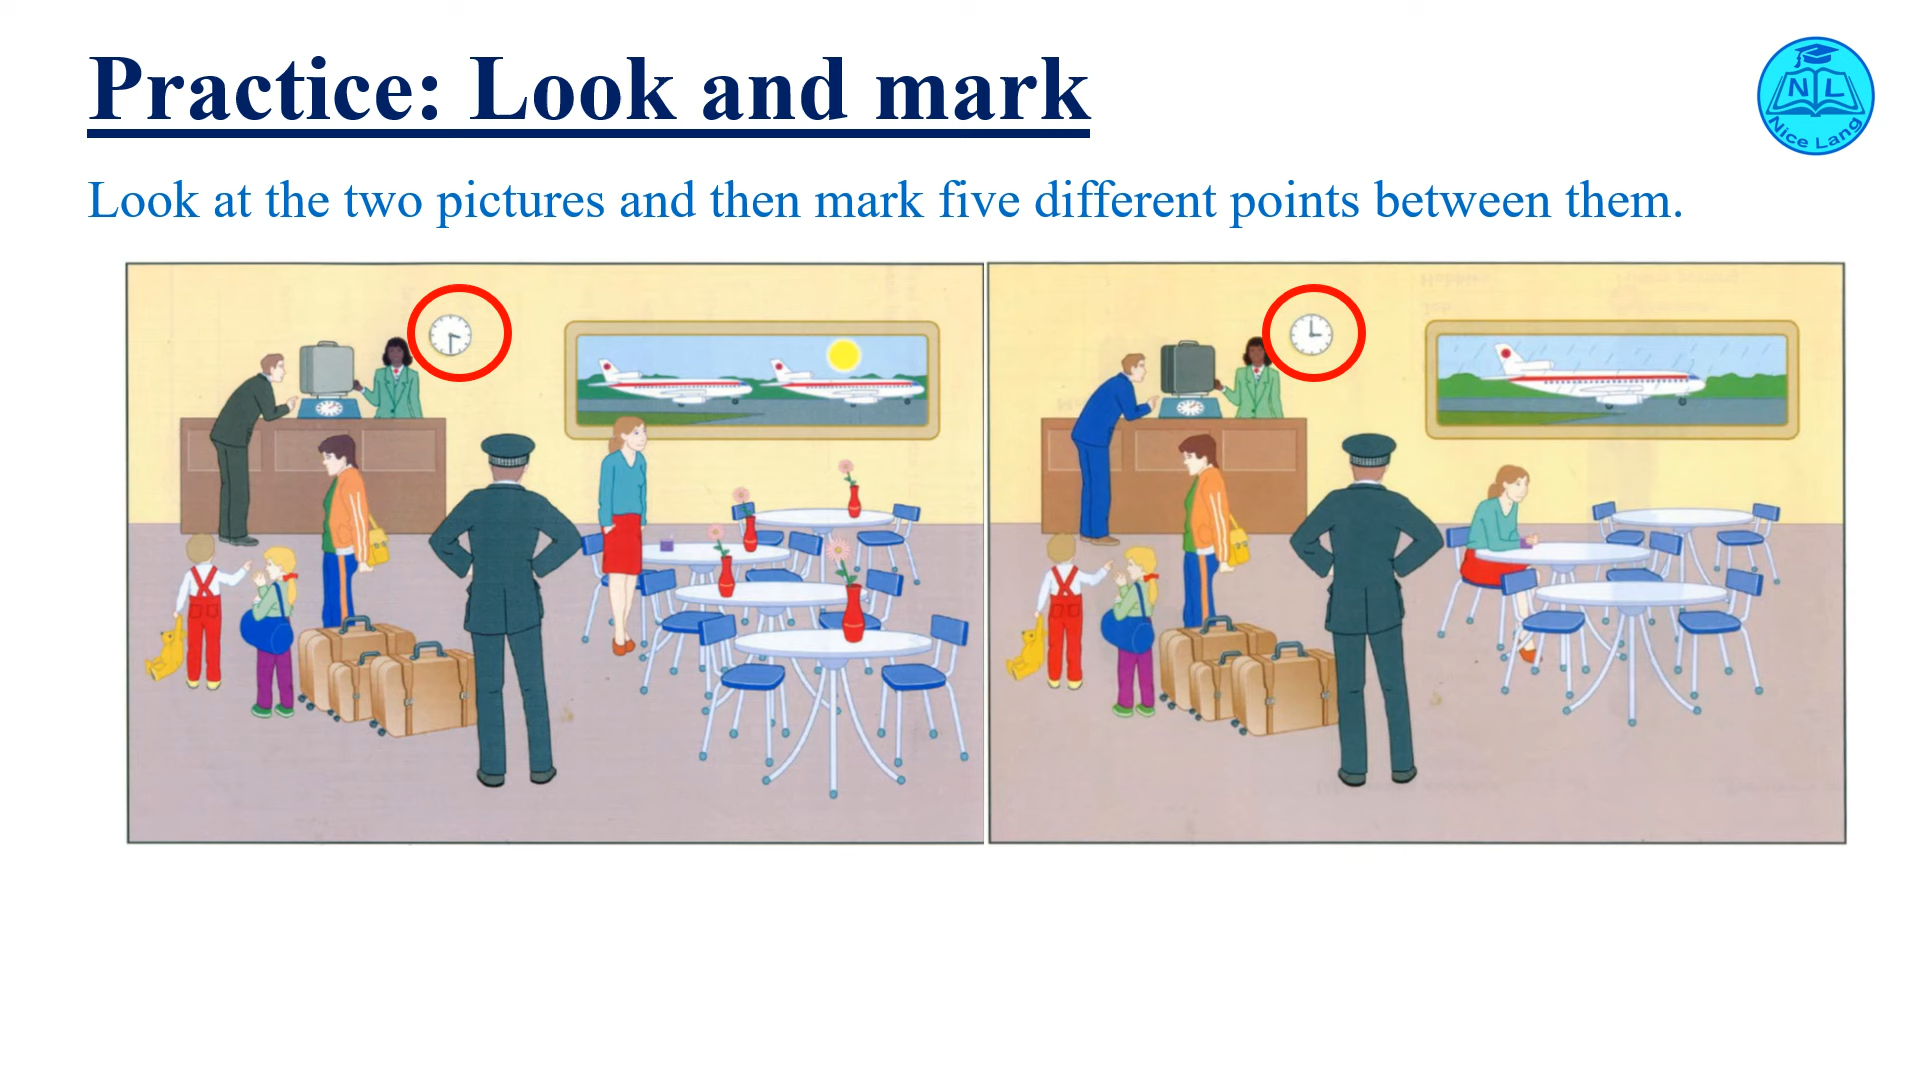 Practice: Look and mark
N L
Nice Lang
Look at the two pictures and then mark five different points between them.